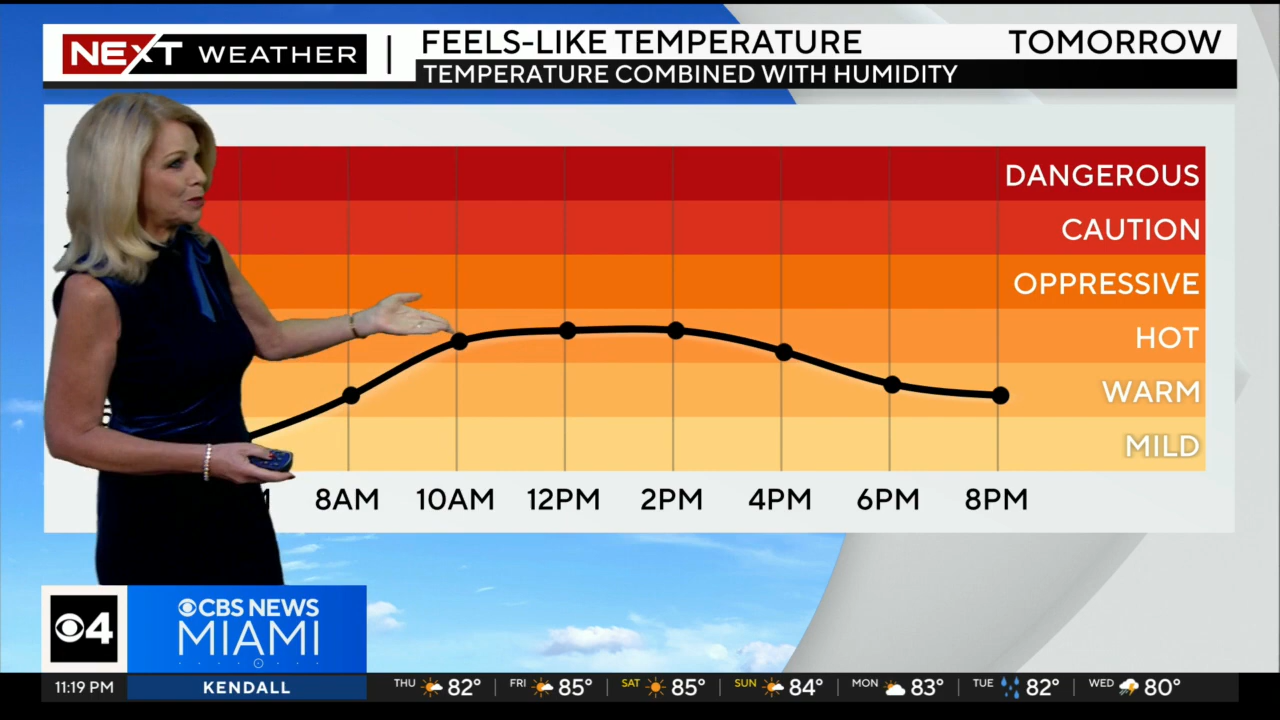 NEXT WEATHER
FEELS-LIKE TEMPERATURE
TOMORROW
TEMPERATURE COMBINED WITH HUMIDITY
DANGEROUS
CAUTION
OPPRESSIVE
HOT
WARM
MILD
8AM 10AM 12PM 2PM 4PM 6PM 8PM
4
CBS NEWS
MIAMI
11:19 PM KENDALL THU 82° FRI 85° SAT 85° SUN 84° MON 83° TUE 82° WED 80°